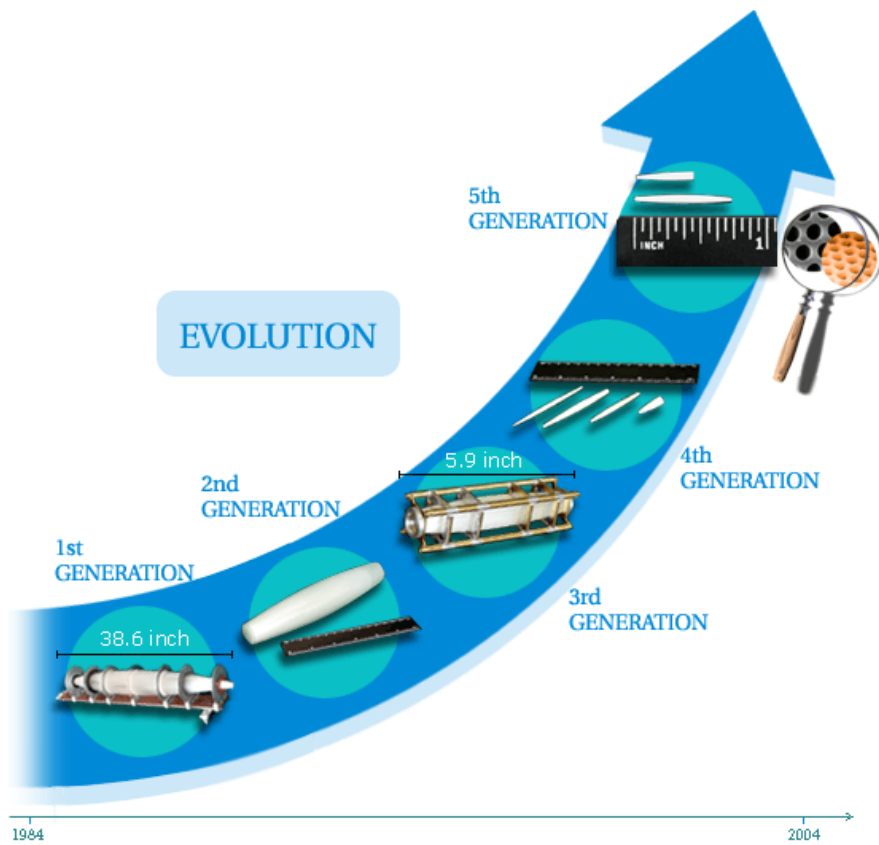 5th
GENERATION
INCH
1
EVOLUTION
5.9 inch
4th
GENERATION
2nd
GENERATION
1st
GENERATION
3rd
GENERATION
38.6 inch
1984
2004